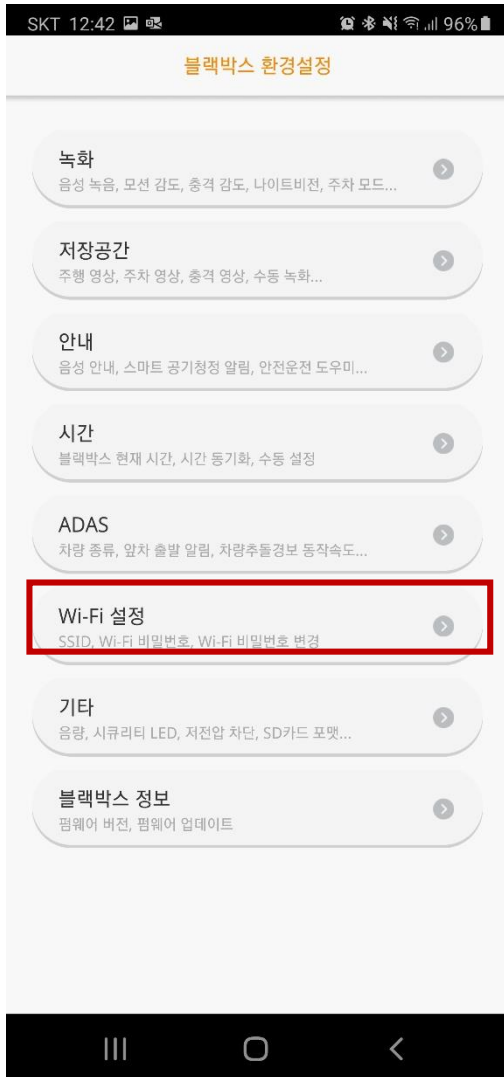 SKT 12:42 96%
블랙박스 환경설정
녹화
음성 녹음, 모션 감도, 충격 감도, 나이트비전, 주차 모드...
저장공간
주행 영상, 주차 영상, 충격 영상, 수동 녹화...
안내
음성 안내, 스마트 공기청정 알림, 안전운전 도우미...
시간
블랙박스 현재 시간, 시간 동기화, 수동 설정
ADAS
차량 종류, 앞차 출발 알림, 차량추돌경보 동작속도...
Wi-Fi 설정
SSID, Wi-Fi 비밀번호, Wi-Fi 비밀번호 변경
기타
음량, 시큐리티 LED, 저전압 차단, SD카드 포맷...
블랙박스 정보
펌웨어 버전, 펌웨어 업데이트